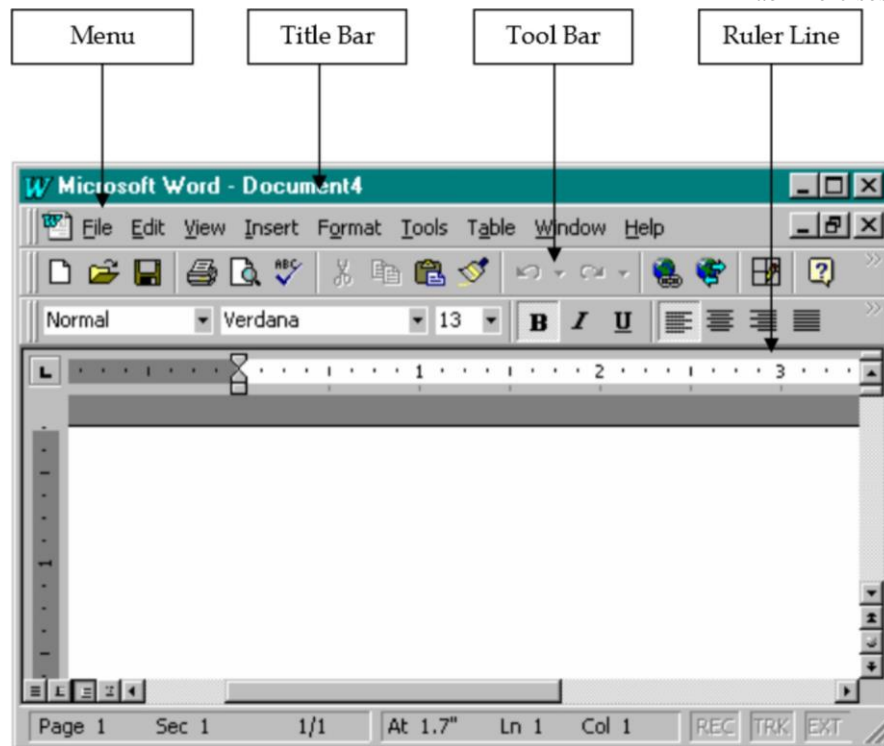 Menu Title Bar Tool Bar Ruler Line
Microsoft Word - Document4
File Edit View Insert Format Tools Table Window Help
ABC
Normal Verdana 13 B I U
L 1 2 3
1
Page 1 Sec 1 1/1 At 1.7" Ln 1 Col 1 REC TRK EXT